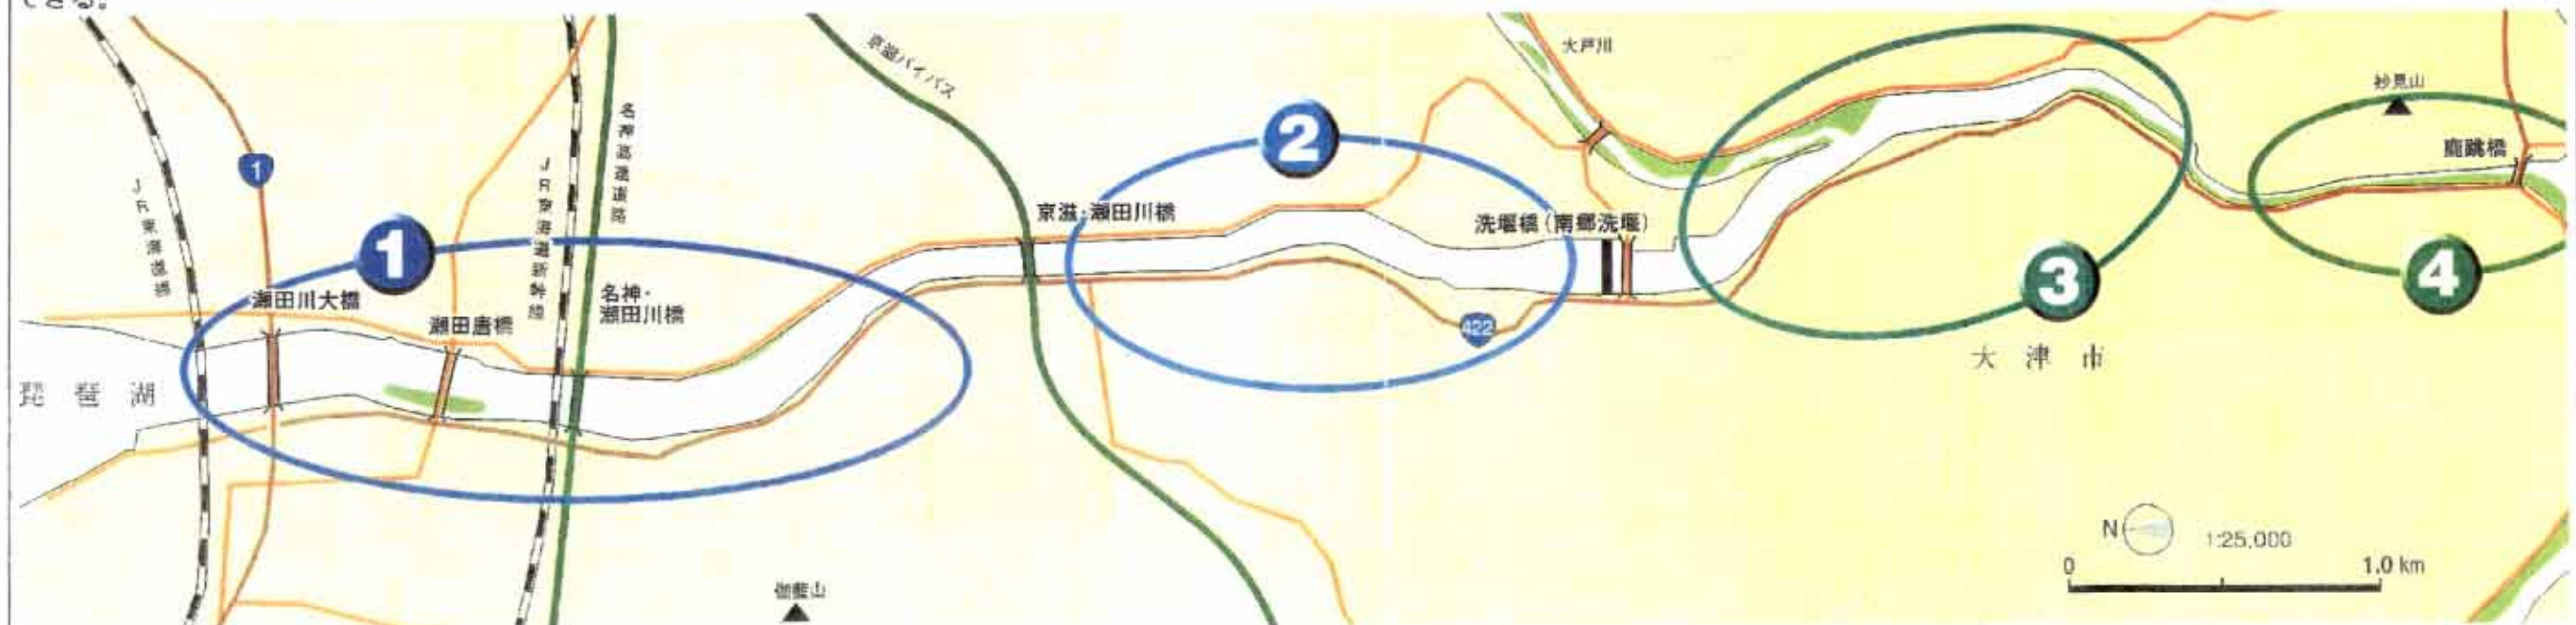 できる。
1
JR東海道線
1
瀬田川大橋
瀬田唐橋
JR東海道新幹線
名神高速道路
名神・
瀬田川橋
琵琶湖
伽藍山
京滋バイパス
京滋・瀬田川橋
2
洗堰橋(南郷洗堰)
422
大戸川
3
大津市
妙見山
鹿跳橋
4
N
1:25,000
0
1.0 km